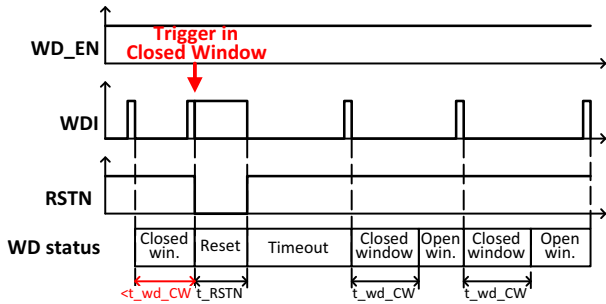 Trigger in
Closed Window
WD_EN
WDI
RSTN
WD status
Closed
win.
Reset
Timeout
Closed
window
Open
win.
Closed
window
Open
win.
<t_wd_CW
t_RSTN
t_wd_CW
t_wd_CW